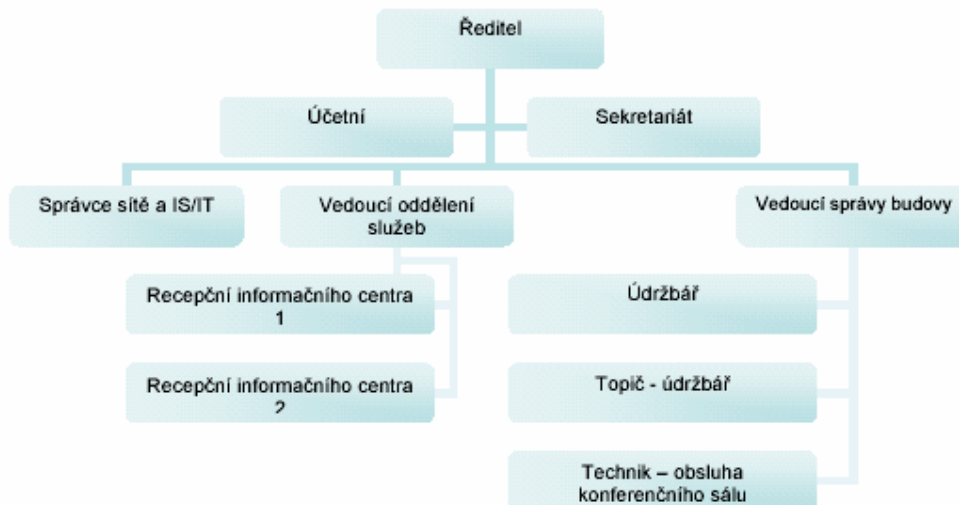 Ředitel
Účetní
Sekretariát
Správce sítě a IS/IT
Vedoucí oddělení
služeb
Vedoucí správy budovy
Recepční informačního centra
1
Údržbář
Recepční informačního centra
2
Topič - údržbář
Technik – obsluha
konferenčního sálu